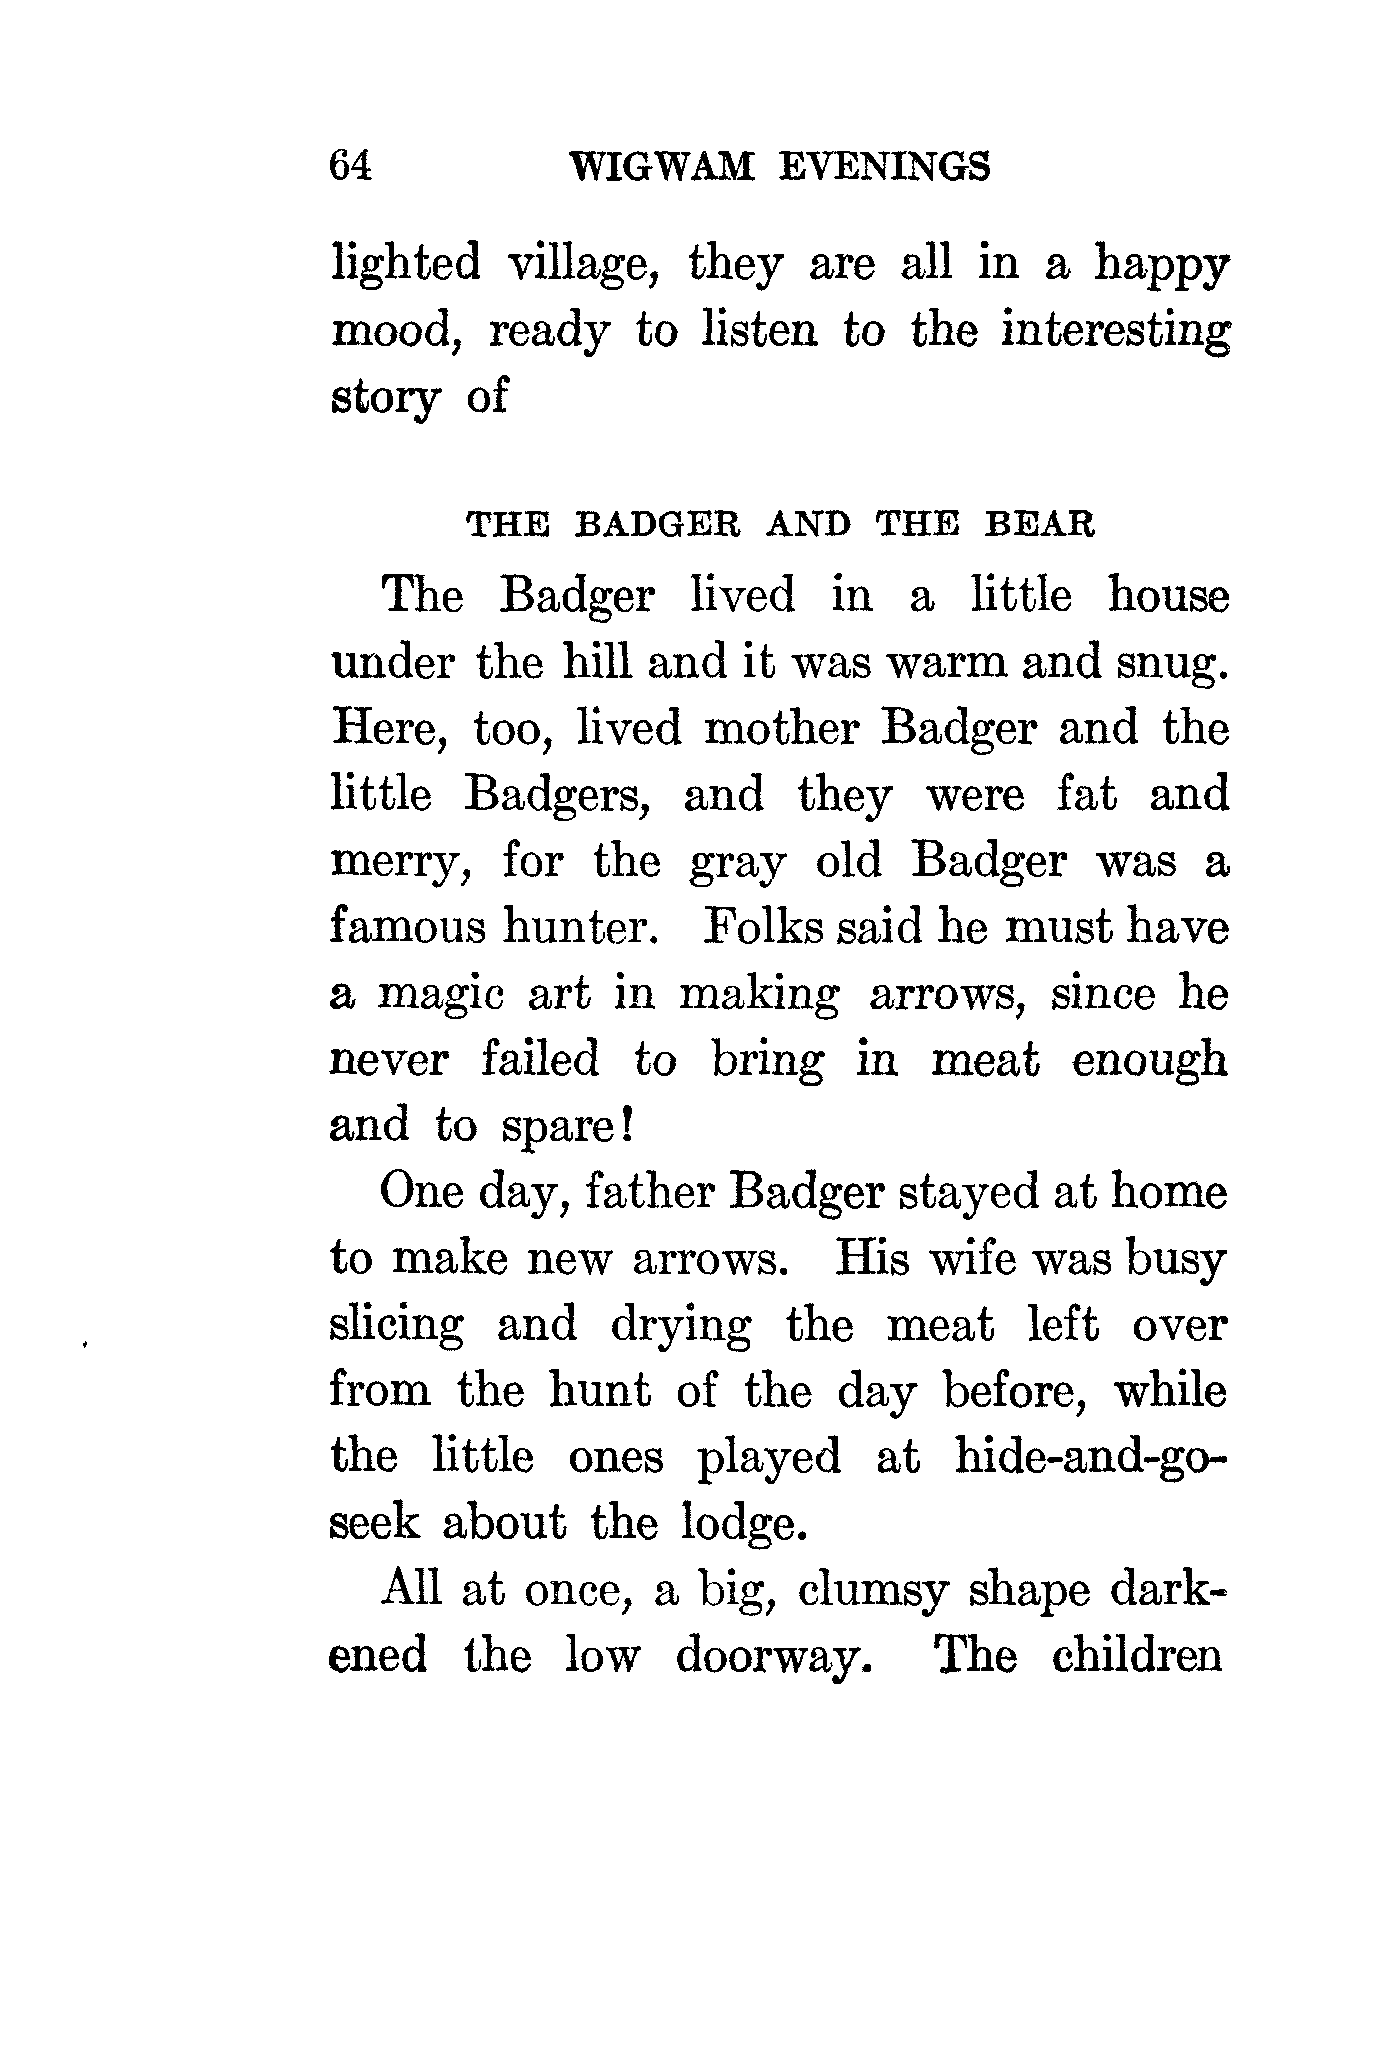 64 WIGWAM EVENINGS
lighted village, they are all in a happy
mood, ready to listen to the interesting
story of
THE BADGER AND THE BEAR
The Badger lived in a little house
under the hill and it was warm and snug.
Here, too, lived mother Badger and the
little Badgers, and they were fat and
merry, for the gray old Badger was a
famous hunter. Folks said he must have
a magic art in making arrows, since he
never failed to bring in meat enough
and to spare!
One day, father Badger stayed at home
to make new arrows. His wife was busy
slicing and drying the meat left over
from the hunt of the day before, while
the little ones played at hide-and-go-
seek about the lodge.
All at once, a big, clumsy shape dark-
ened the low doorway. The children